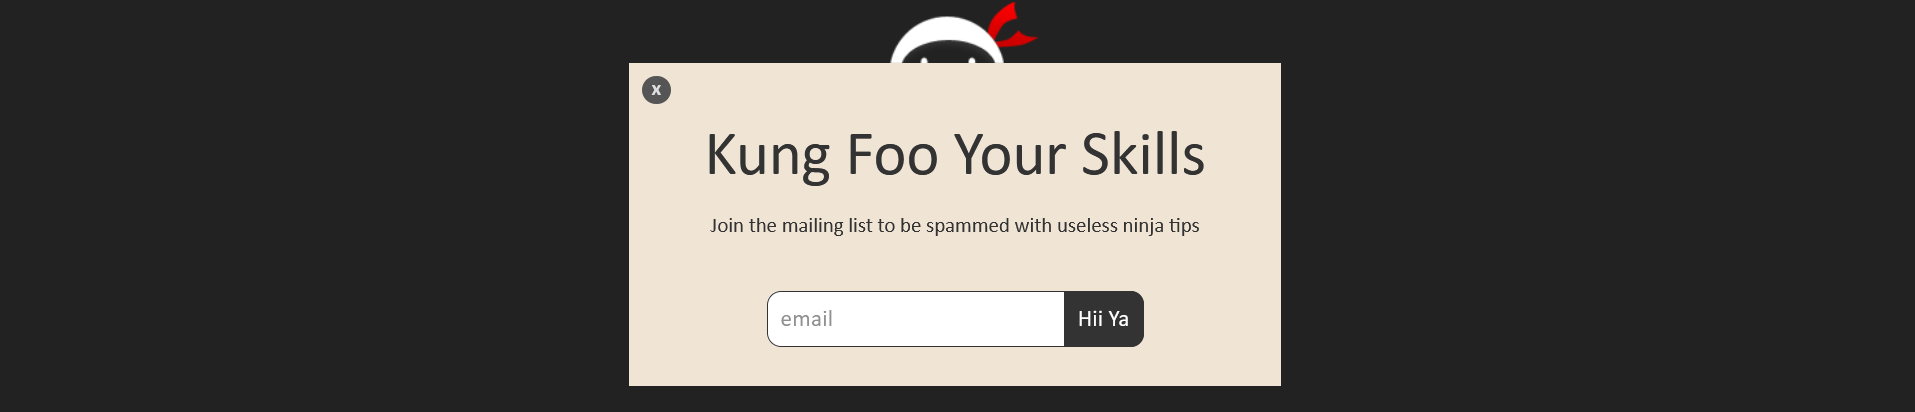 x
Kung Foo Your Skills
Join the mailing list to be spammed with useless ninja tips
email
Hii Ya